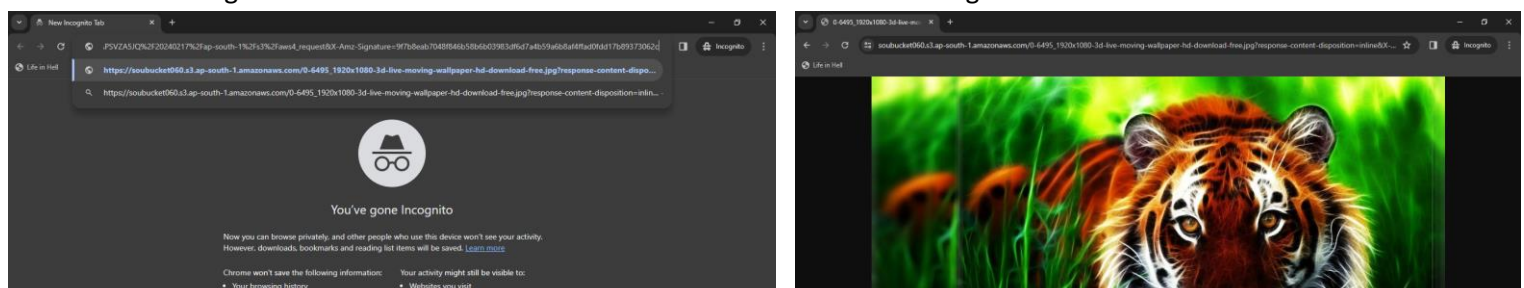 New Incognito Tab
.PSVZASJQ%2F20240217%2Fap-south-1%2Fs3%2Faws4_request&X-Amz-Signature=9f7b8eab7048f846b58b6b03983df6d7a4b59a6b8af4ffad0fdd17b89373062c
Incognito
Life in Hell
https://soubucket060.s3.ap-south-1.amazonaws.com/0-6495_1920x1080-3d-live-moving-wallpaper-hd-download-free.jpg?response-content-dispo...
https://soubucket060.s3.ap-south-1.amazonaws.com/0-6495_1920x1080-3d-live-moving-wallpaper-hd-download-free.jpg?response-content-disposition=inlin...
You've gone Incognito
Now you can browse privately, and other people who use this device won't see your activity.
However, downloads, bookmarks and reading list items will be saved. Learn more
Chrome won't save the following information:
• Your browsing history
Your activity might still be visible to:
• Websites you visit
0-6495_1920x1080-3d-live-mo
soubucket060.s3.ap-south-1.amazonaws.com/0-6495_1920x1080-3d-live-moving-wallpaper-hd-download-free.jpg?response-content-disposition=inline&X-...
Incognito
Life in Hell